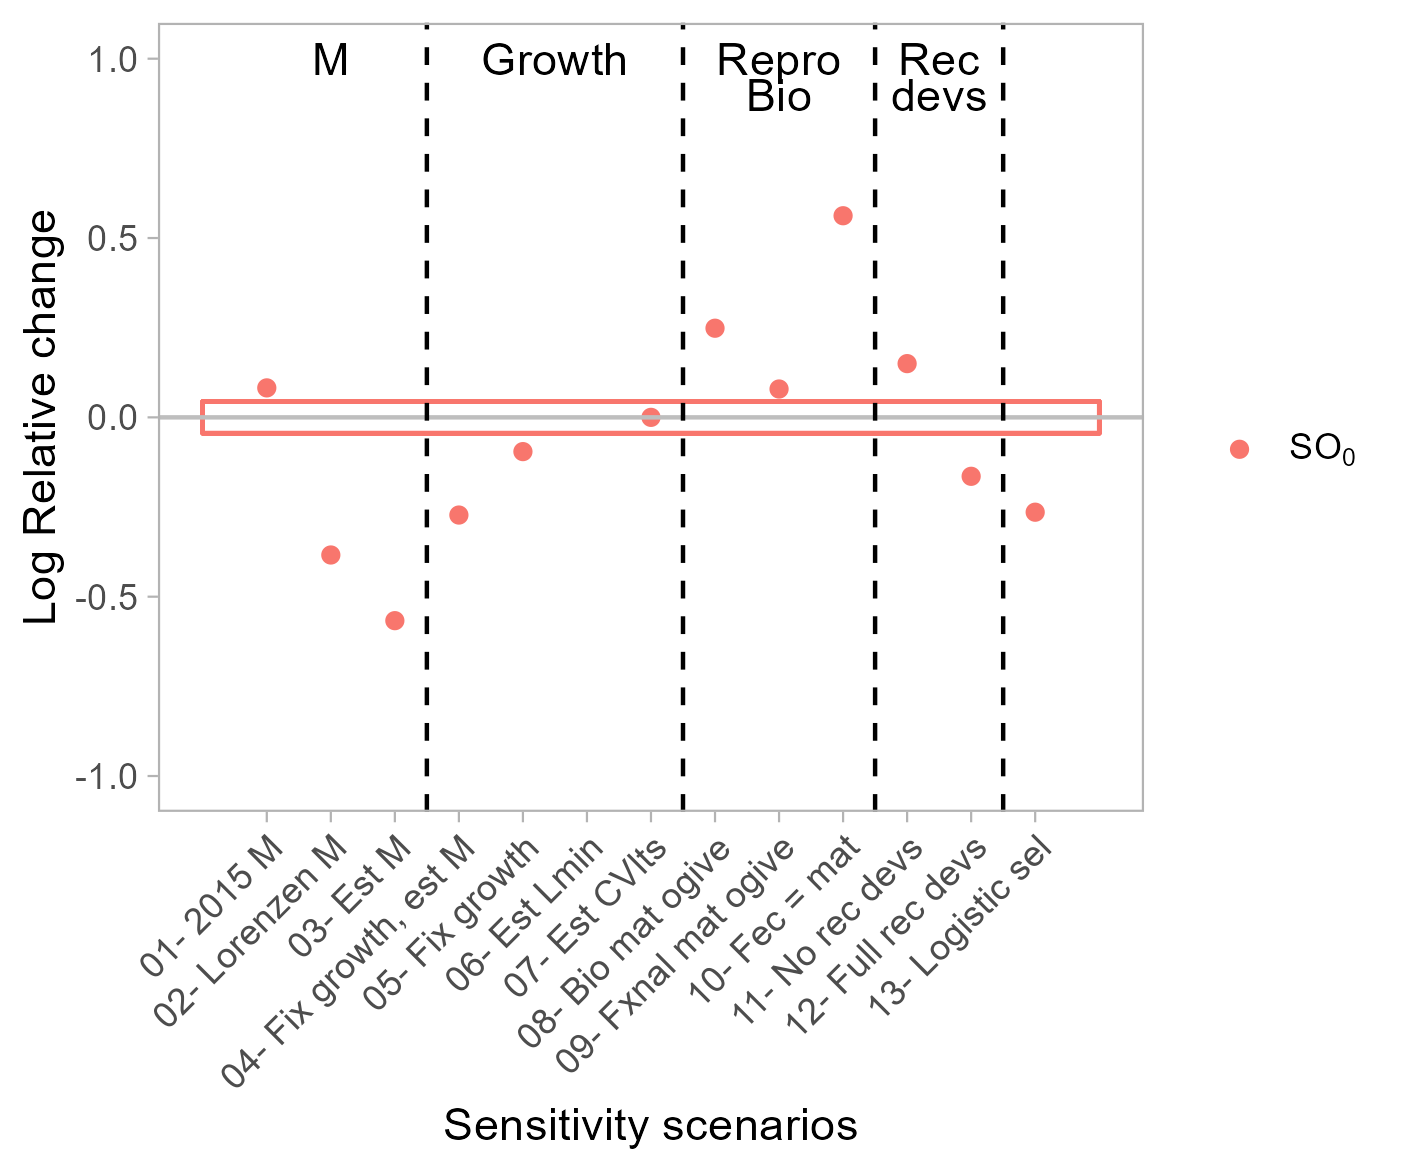 M
Growth
Repro
Bio
Rec
devs
1.0
0.5
0.0
-0.5
-1.0
Log Relative change
SO₀
01- 2015 M
02- Lorenzen M
03- Est M
04- Fix growth, est M
05- Fix growth
06- Est Lmin
07- Est CVlts
08- Bio mat ogive
09- Fxnal mat ogive
10- Fec = mat
11- No rec devs
12- Full rec devs
13- Logistic sel
Sensitivity scenarios